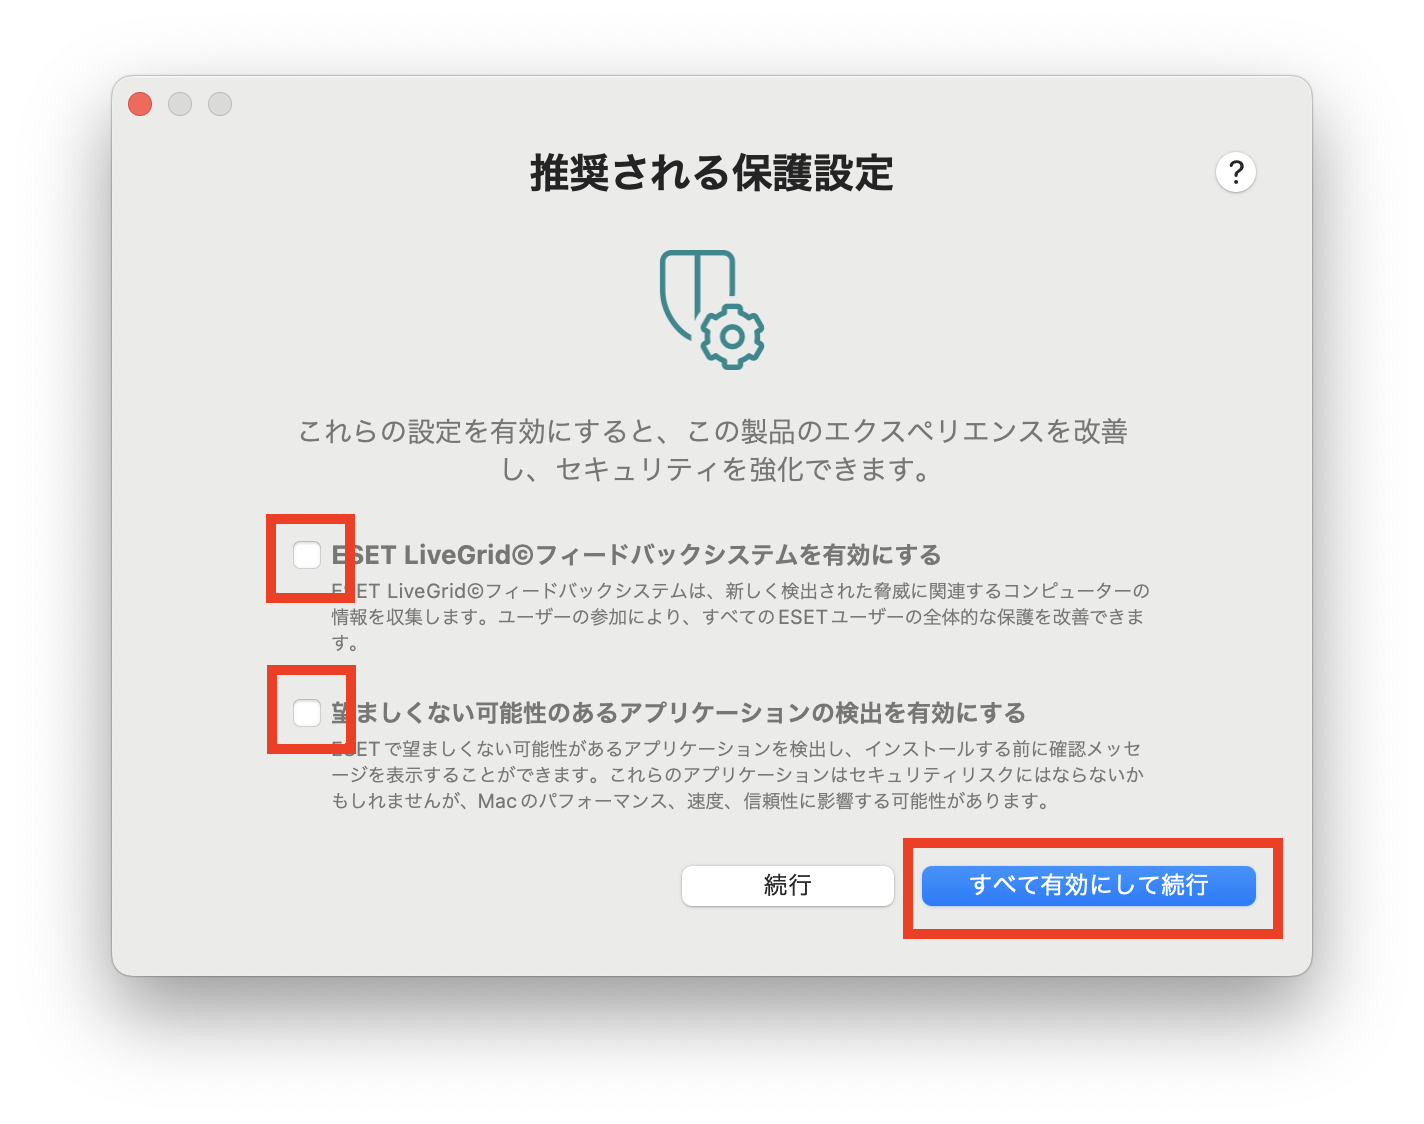 推奨される保護設定
?
これらの設定を有効にすると、この製品のエクスペリエンスを改善
し、セキュリティを強化できます。
ESET LiveGrid©フィードバックシステムを有効にする
ESET LiveGrid©フィードバックシステムは、新しく検出された脅威に関連するコンピューターの
情報を収集します。ユーザーの参加により、すべてのESETユーザーの全体的な保護を改善できま
す。
望ましくない可能性のあるアプリケーションの検出を有効にする
ESETで望ましくない可能性があるアプリケーションを検出し、インストールする前に確認メッセ
ージを表示することができます。これらのアプリケーションはセキュリティリスクにはならないか
もしれませんが、Macのパフォーマンス、速度、信頼性に影響する可能性があります。
続行
すべて有効にして続行